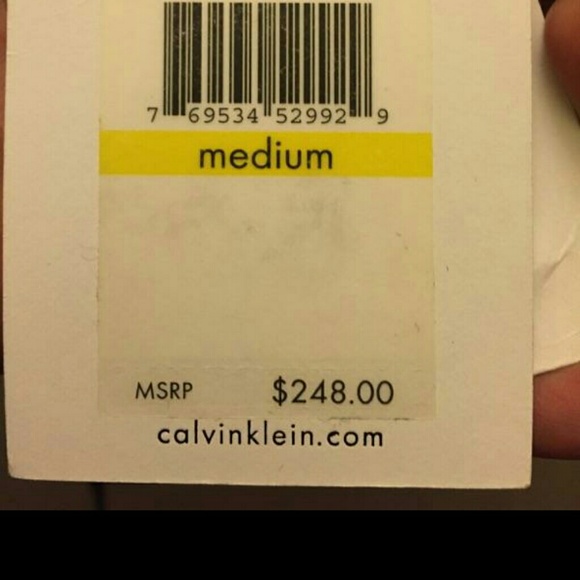 7 69534 52992 9
medium
MSRP $248.00
calvinklein.com